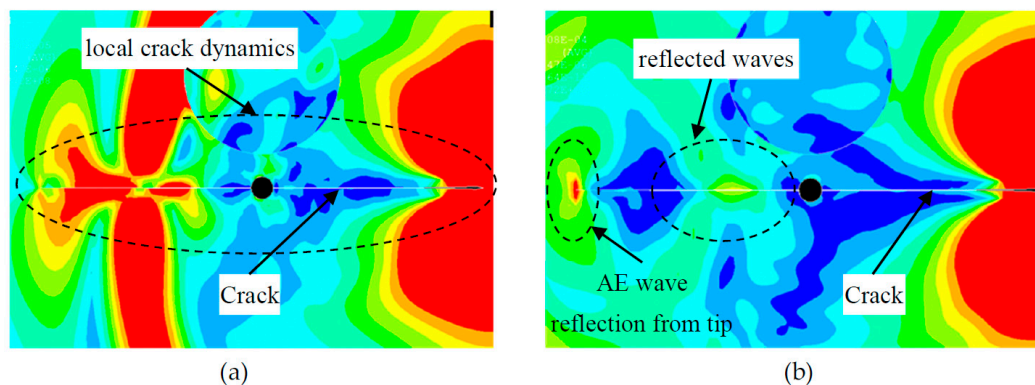 local crack dynamics
Crack
(a)
reflected waves
AE wave
reflection from tip
Crack
(b)